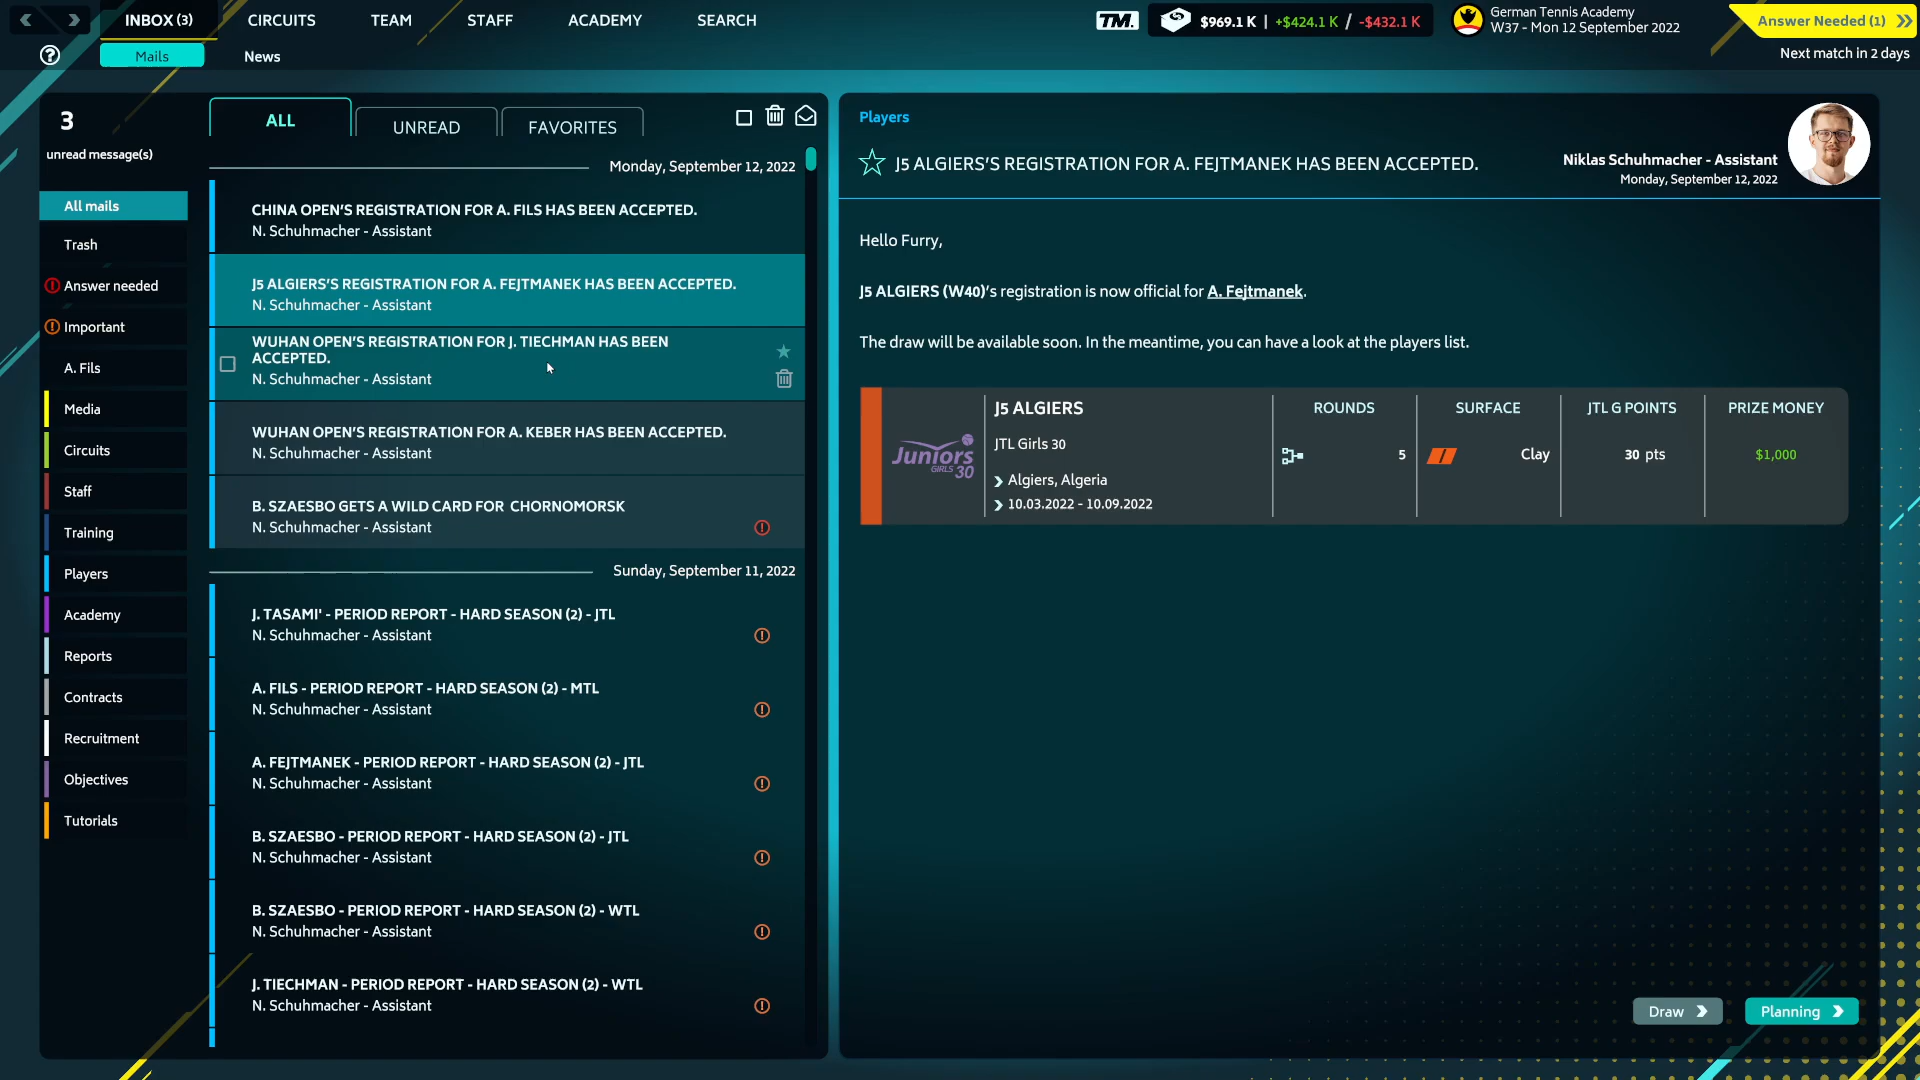 INBOX (3)
CIRCUITS
TEAM
STAFF
ACADEMY
SEARCH
TM.
$969.1 K | +$424.1 K / -$432.1 K
German Tennis Academy
W37 - Mon 12 September 2022
Answer Needed (1)
Next match in 2 days
Mails
News
3
unread message(s)
All mails
Trash
Answer needed
Important
A. Fils
Media
Circuits
Staff
Training
Players
Academy
Reports
Contracts
Recruitment
Objectives
Tutorials
ALL
UNREAD
FAVORITES
Monday, September 12, 2022
CHINA OPEN'S REGISTRATION FOR A. FILS HAS BEEN ACCEPTED.
N. Schuhmacher - Assistant
J5 ALGIERS'S REGISTRATION FOR A. FEJTMANEK HAS BEEN ACCEPTED.
N. Schuhmacher - Assistant
WUHAN OPEN'S REGISTRATION FOR J. TIECHMAN HAS BEEN
ACCEPTED.
N. Schuhmacher - Assistant
WUHAN OPEN'S REGISTRATION FOR A. KEBER HAS BEEN ACCEPTED.
N. Schuhmacher - Assistant
B. SZAESBO GETS A WILD CARD FOR CHORNOMORSK
N. Schuhmacher - Assistant
Sunday, September 11, 2022
J. TASAMI' - PERIOD REPORT - HARD SEASON (2) - JTL
N. Schuhmacher - Assistant
A. FILS - PERIOD REPORT - HARD SEASON (2) - MTL
N. Schuhmacher - Assistant
A. FEJTMANEK - PERIOD REPORT - HARD SEASON (2) - JTL
N. Schuhmacher - Assistant
B. SZAESBO - PERIOD REPORT - HARD SEASON (2) - JTL
N. Schuhmacher - Assistant
B. SZAESBO - PERIOD REPORT - HARD SEASON (2) - WTL
N. Schuhmacher - Assistant
J. TIECHMAN - PERIOD REPORT - HARD SEASON (2) - WTL
N. Schuhmacher - Assistant
Players
J5 ALGIERS'S REGISTRATION FOR A. FEJTMANEK HAS BEEN ACCEPTED.
Niklas Schuhmacher - Assistant
Monday, September 12, 2022
Hello Furry,
J5 ALGIERS (W40)'s registration is now official for A. Fejtmanek.
The draw will be available soon. In the meantime, you can have a look at the players list.
Juniors
GIRLS 30
J5 ALGIERS
JTL Girls 30
Algiers, Algeria
10.03.2022 - 10.09.2022
ROUNDS
5
SURFACE
Clay
JTL G POINTS
30 pts
PRIZE MONEY
$1,000
Draw
Planning